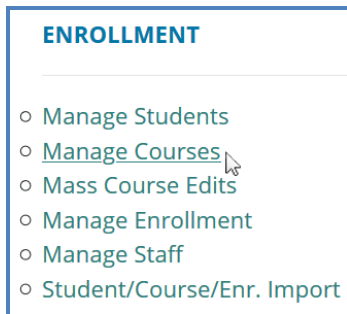 ENROLLMENT
Manage Students
Manage Courses
Mass Course Edits
Manage Enrollment
Manage Staff
Student/Course/Enr. Import